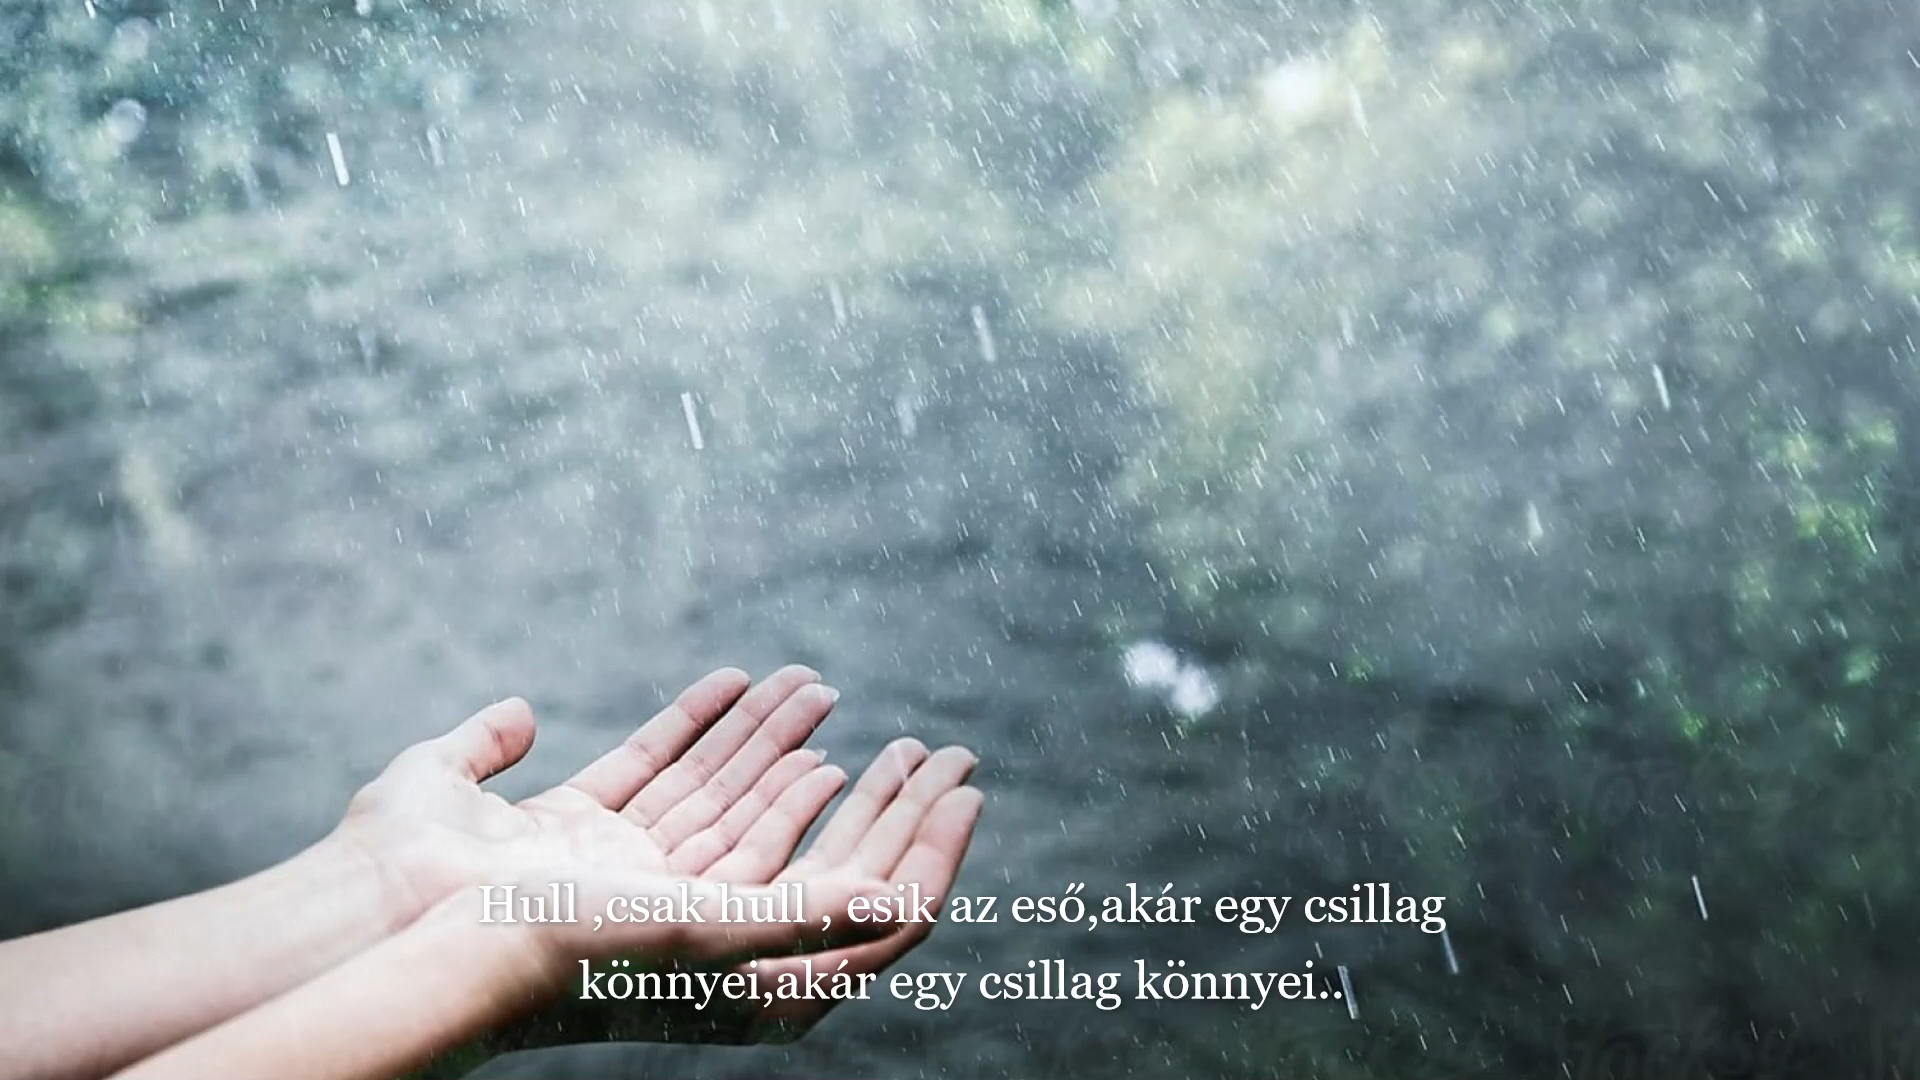 Hull ,csak hull , esik az eső,akár egy csillag
könnyei,akár egy csillag könnyei..